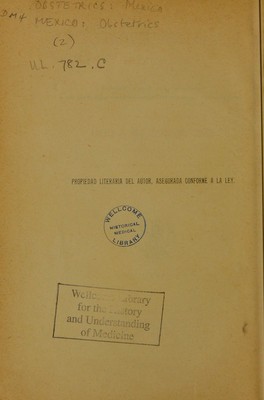 OBSTETRICS: Mexico
MEXICO: Obstetrics
(2)
UL. 782. C
PROPIEDAD LITERARIA DEL AUTOR, ASEGURADA CONFORME A LA LEY.
WELLCOME
HISTORICAL
MEDICAL
LIBRARY
Wellcome Library
for the History
and Understanding
of Medicine